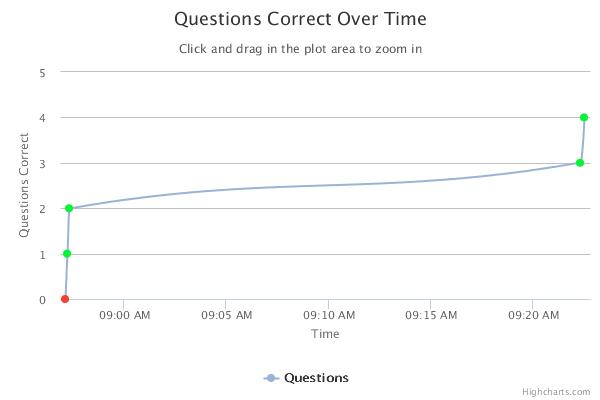 Questions Correct Over Time
Click and drag in the plot area to zoom in
5
4
3
2
1
0
Questions Correct
09:00 AM 09:05 AM 09:10 AM 09:15 AM 09:20 AM
Time
Questions
Highcharts.com